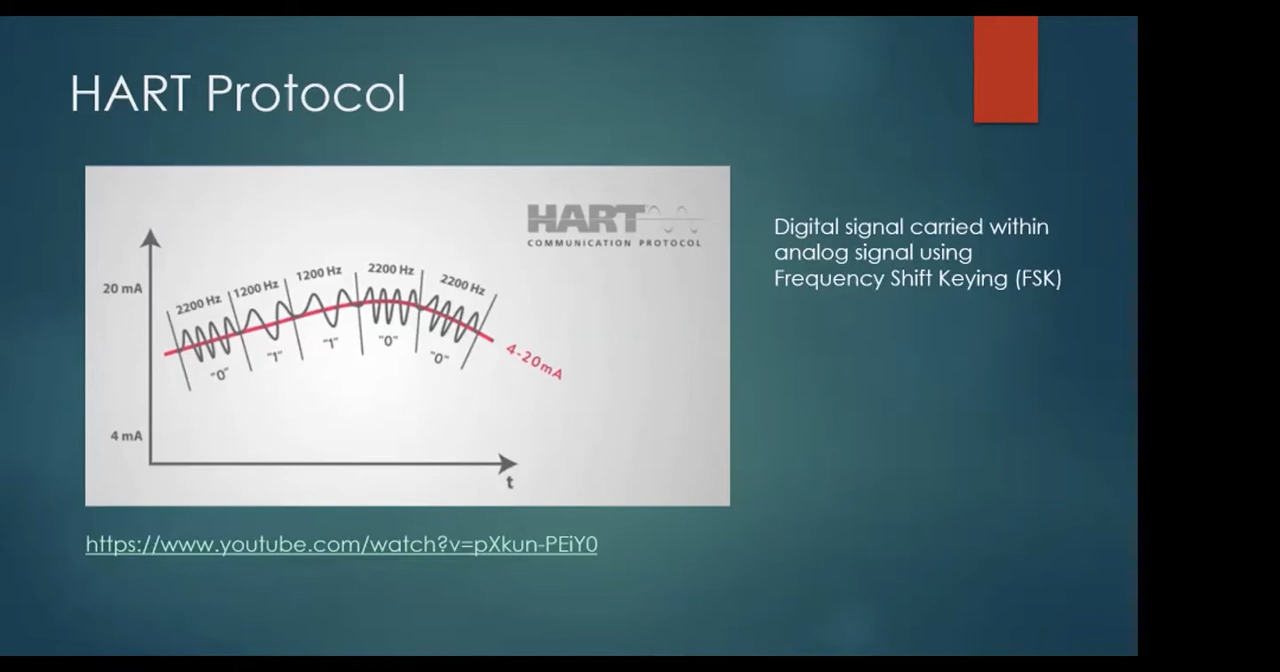 HART Protocol
HART
COMMUNICATION PROTOCOL
20 mA
2200 Hz
1200 Hz
1200 Hz
2200 Hz
2200 Hz
"0"
"1"
"1"
"0"
"0"
4-20mA
4 mA
t
Digital signal carried within
analog signal using
Frequency Shift Keying (FSK)
https://www.youtube.com/watch?v=pXkun-PEiY0